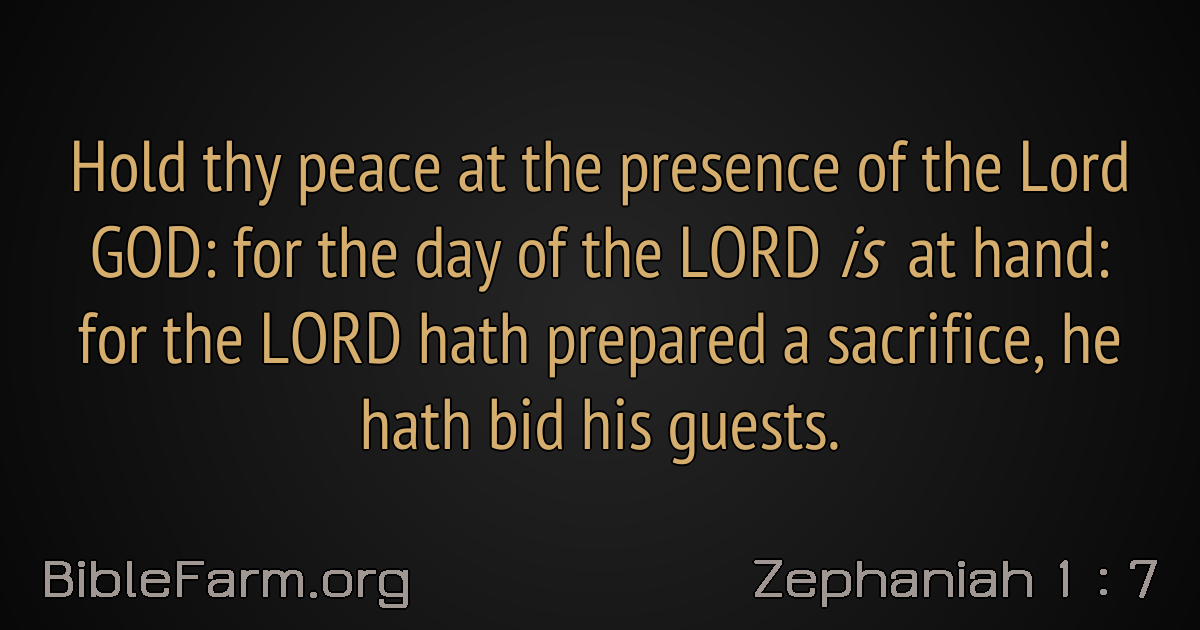 Hold thy peace at the presence of the Lord
GOD: for the day of the LORD is at hand:
for the LORD hath prepared a sacrifice, he
hath bid his guests.
BibleFarm.org
Zephaniah 1 : 7